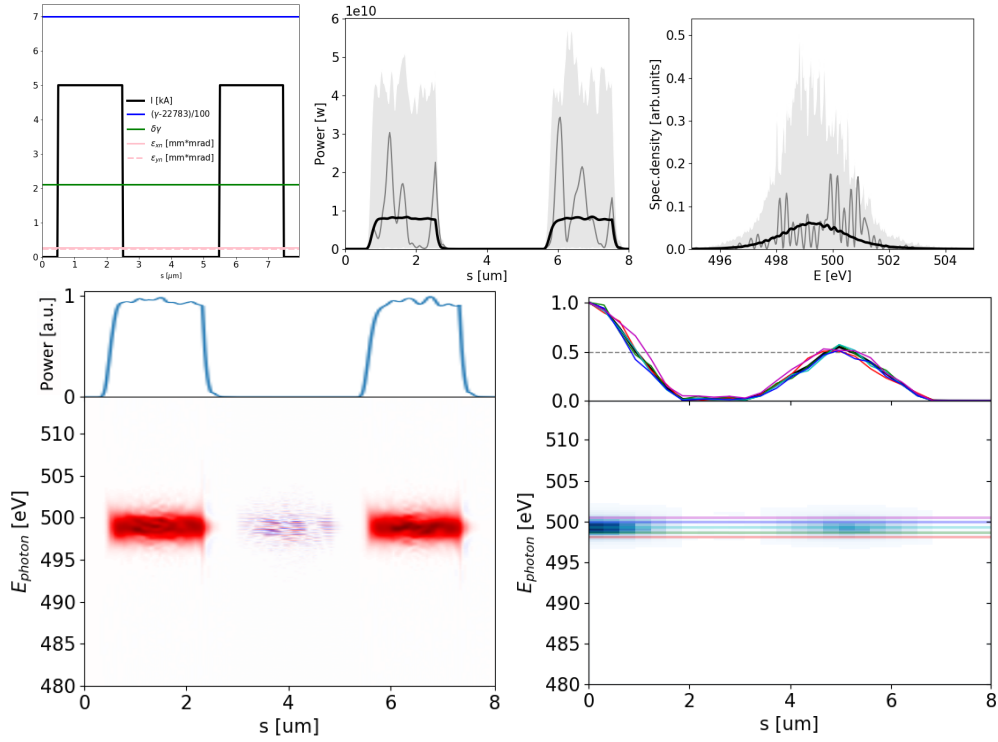 7
6
5
4
3
2
1
0
0 1 2 3 4 5 6 7
s [μm]
I [kA]
(γ-22783)/100
δγ
ε_xn [mm*mrad]
ε_yn [mm*mrad]
1e10
6
5
4
3
2
1
0
Power [w]
0 2 4 6 8
s [um]
0.5
0.4
0.3
0.2
0.1
0.0
Spec.density [arb.units]
496 498 500 502 504
E [eV]
1
0
Power [a.u.]
510
505
500
495
490
485
480
E_photon [eV]
0 2 4 6 8
s [um]
1.0
0.5
0.0
510
505
500
495
490
485
480
E_photon [eV]
0 2 4 6 8
s [um]